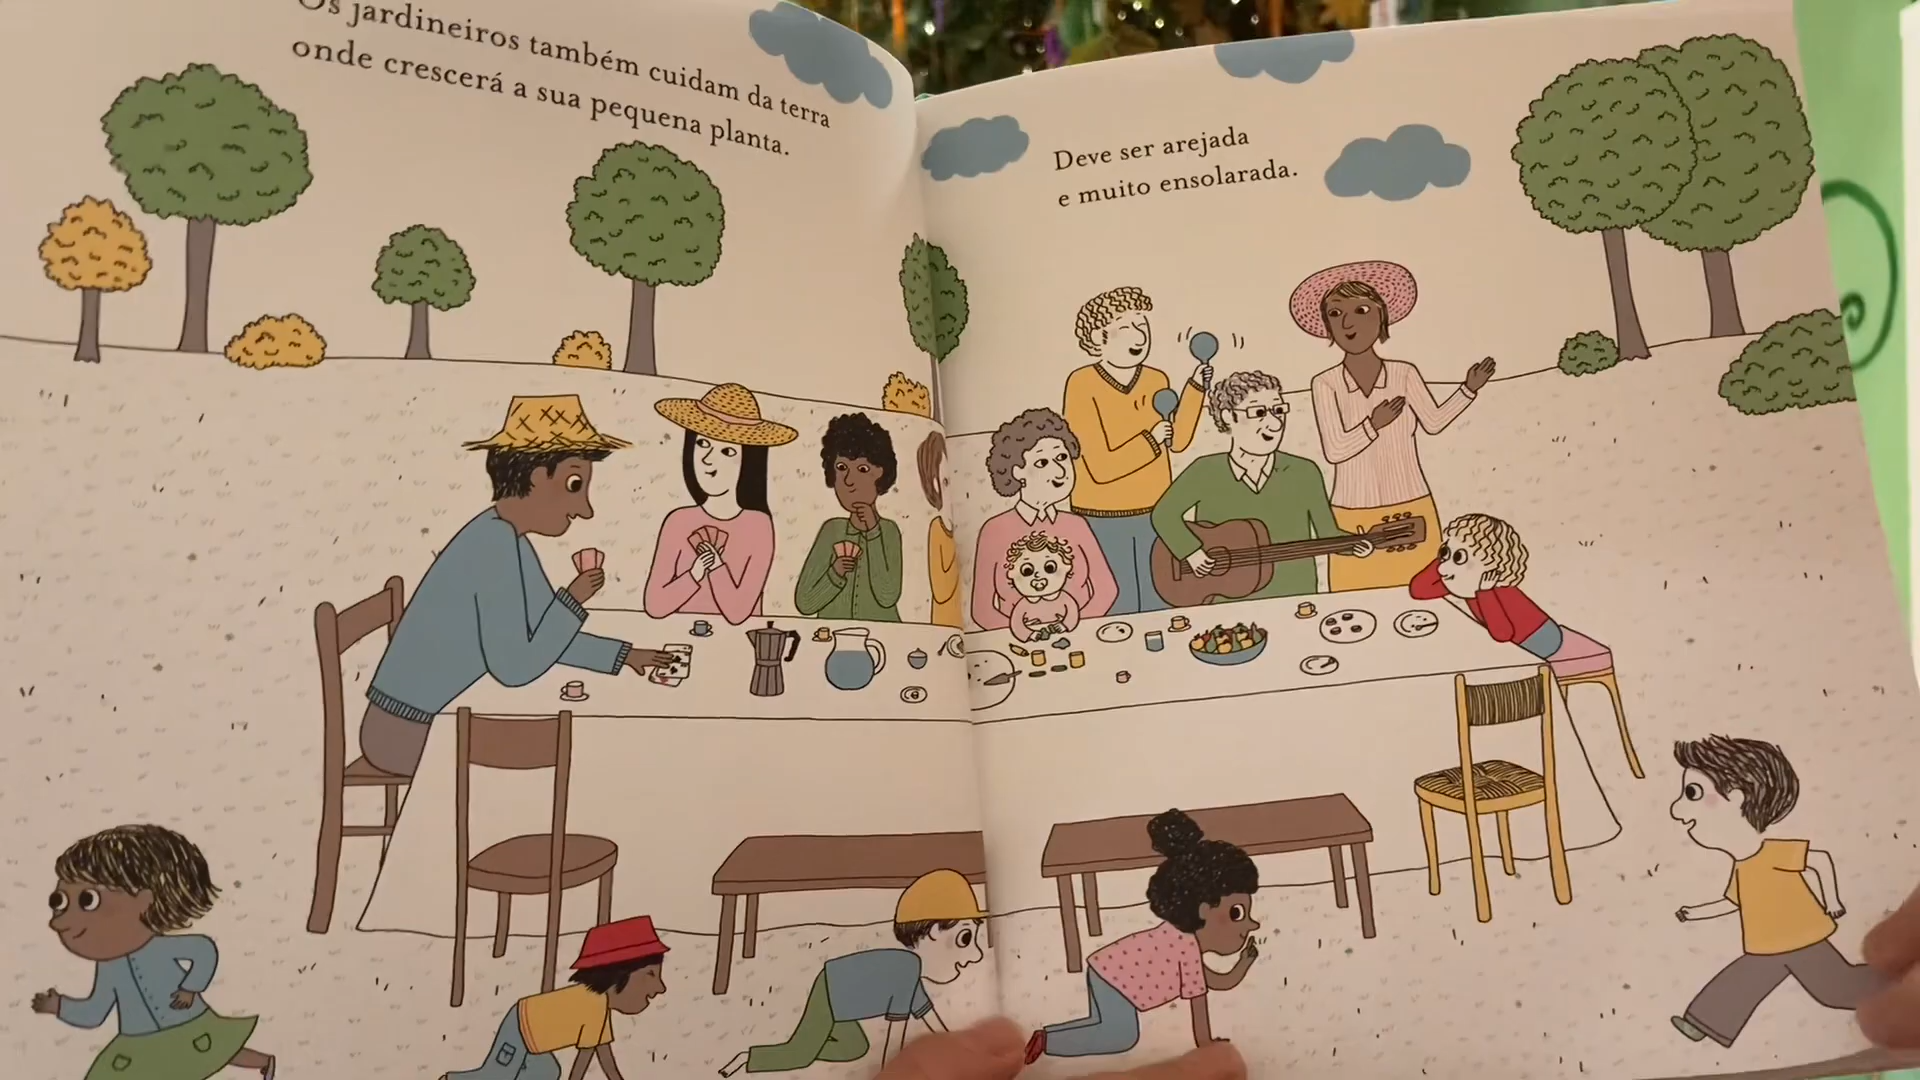 Os jardineiros também cuidam da terra
onde crescerá a sua pequena planta.
Deve ser arejada
e muito ensolarada.